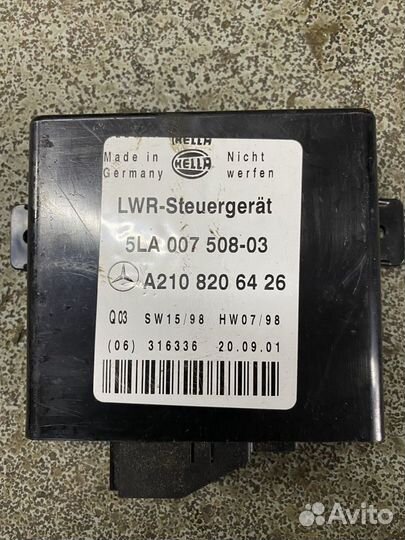 HELLA
Made in Germany
HELLA
Nicht werfen
LWR-Steuergerät
5LA 007 508-03
A210 820 64 26
Q03 SW15/98 HW07/98
(06) 316336 20.09.01
Avito